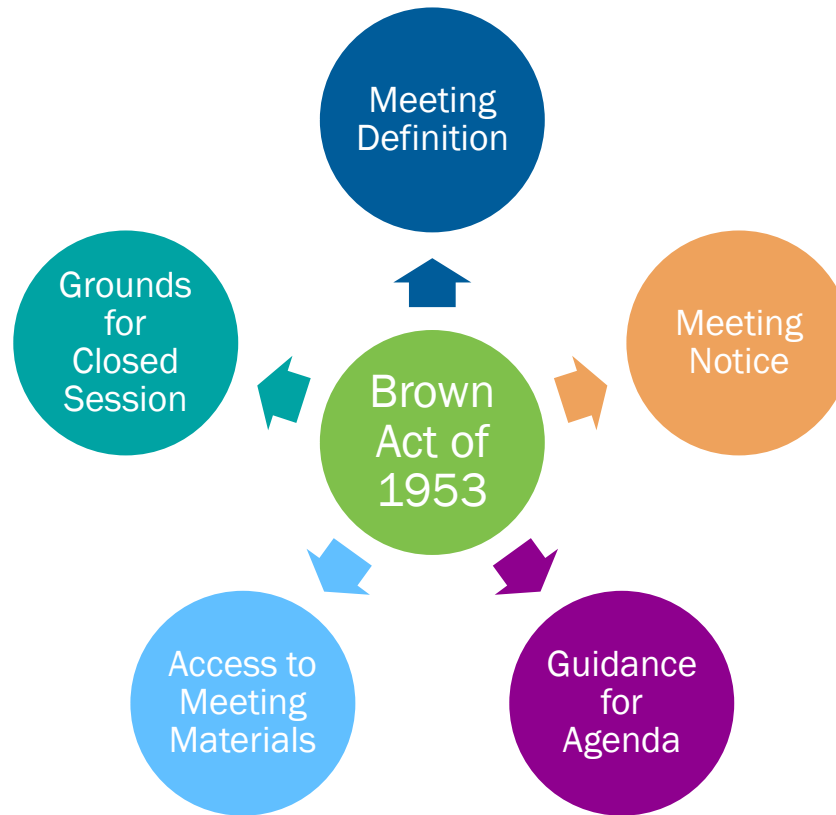 Meeting
Definition
Grounds
for
Closed
Session
Meeting
Notice
Brown
Act of
1953
Access to
Meeting
Materials
Guidance
for
Agenda